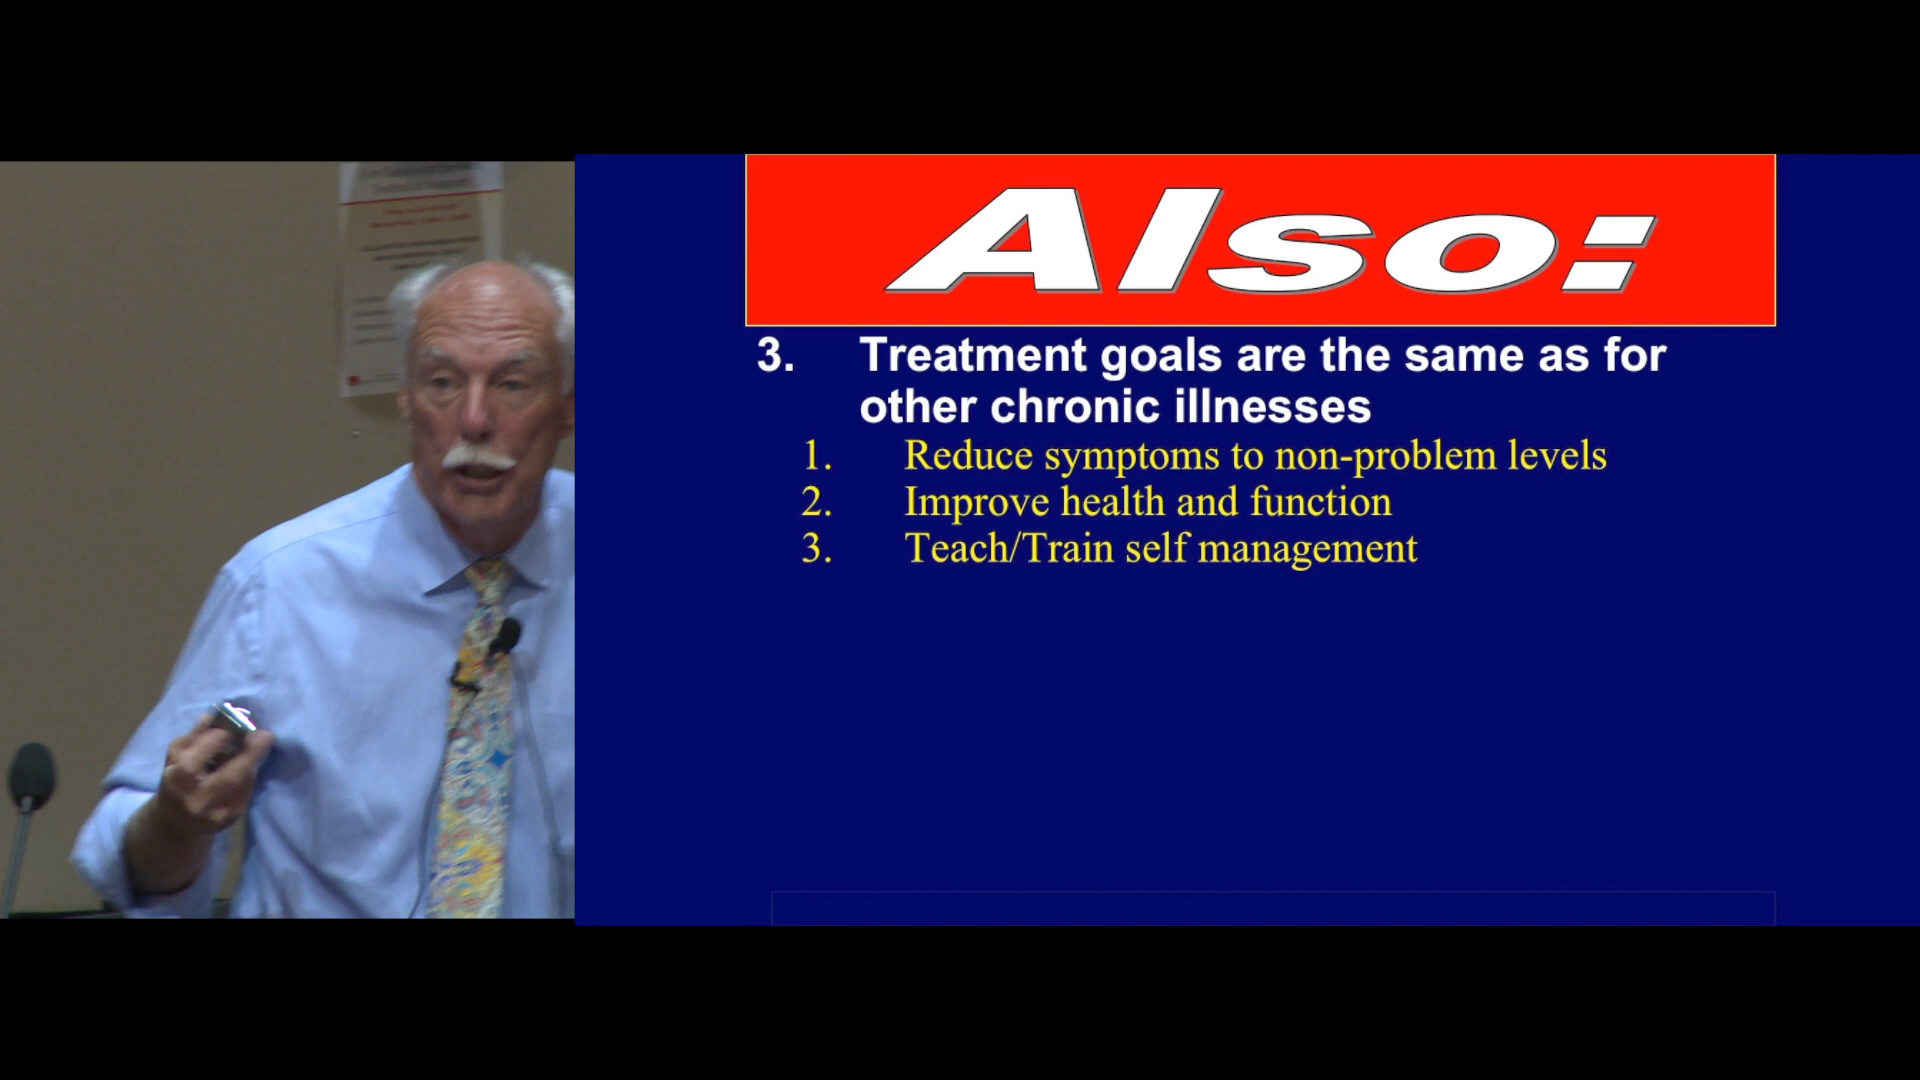 Also:
3. Treatment goals are the same as for
other chronic illnesses
1. Reduce symptoms to non-problem levels
2. Improve health and function
3. Teach/Train self management